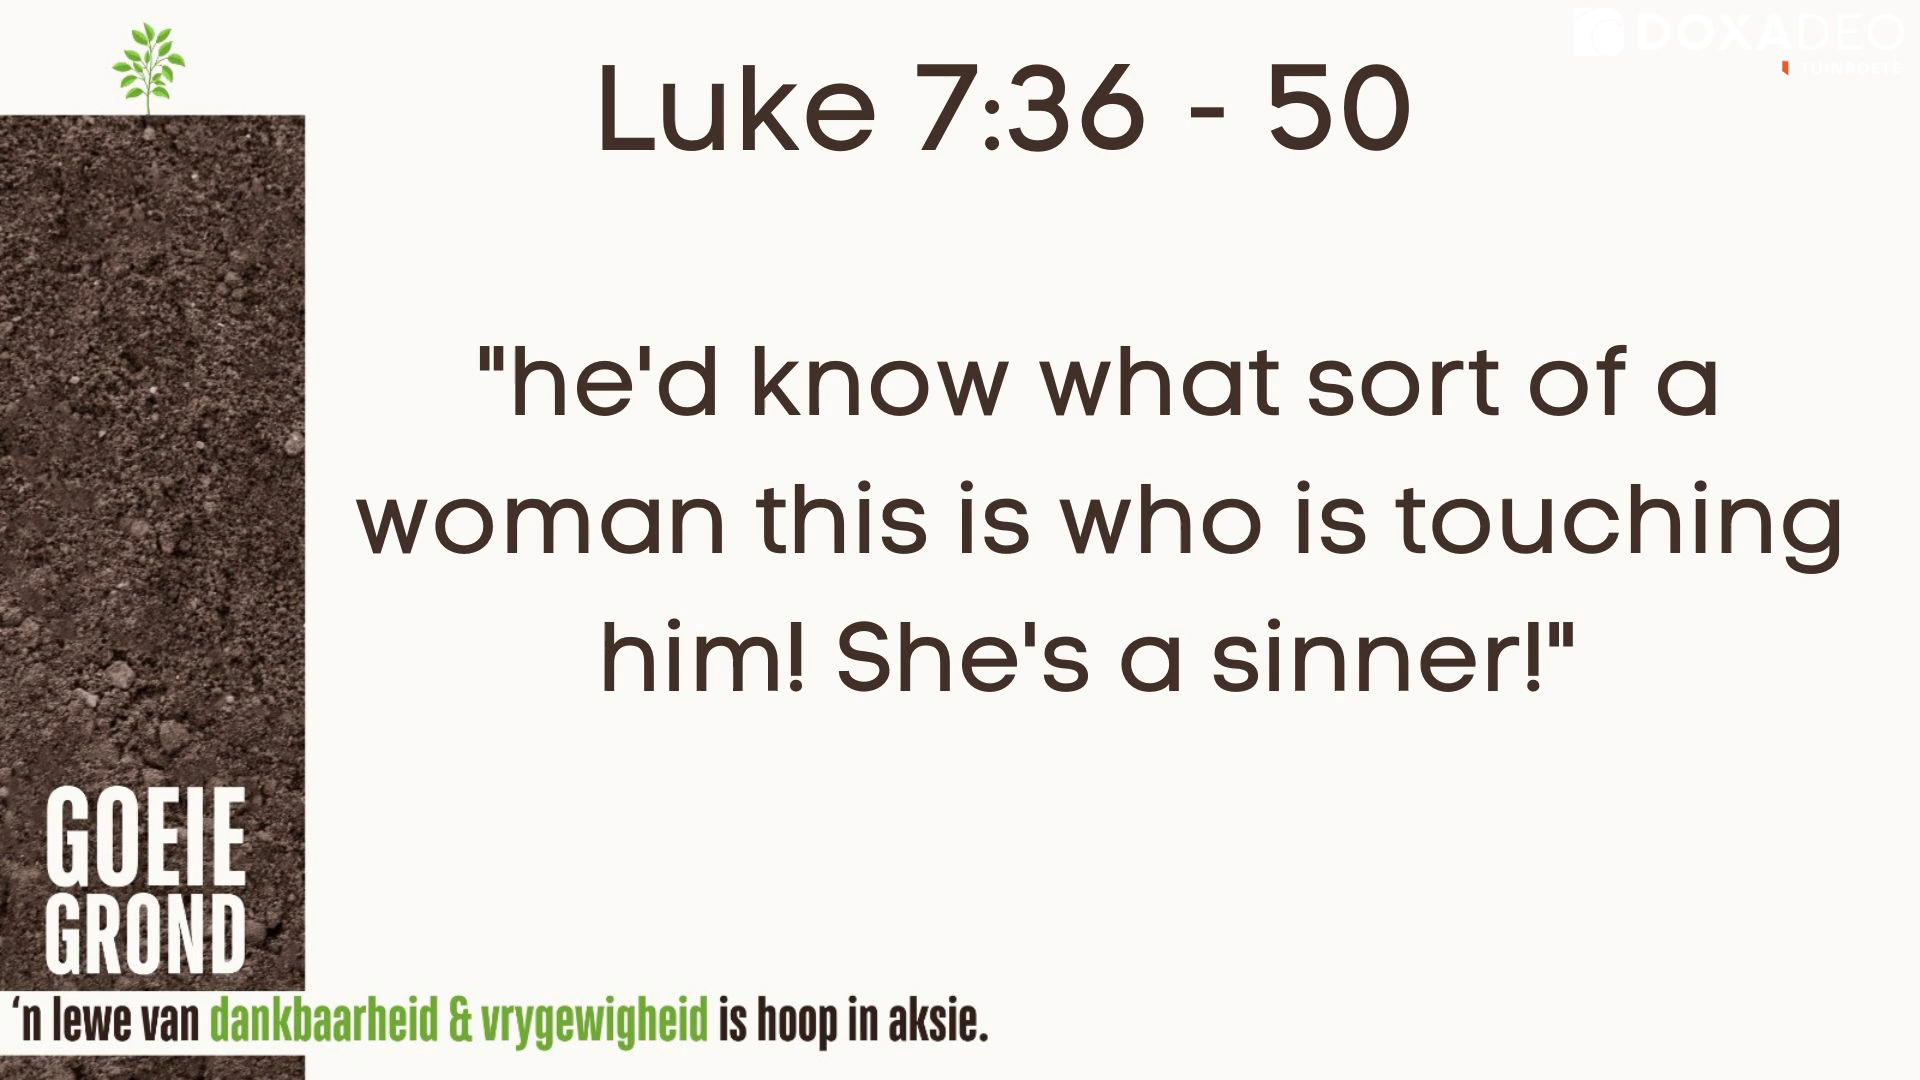 DOXADEO
TUINROETE
Luke 7:36 - 50
"he'd know what sort of a
woman this is who is touching
him! She's a sinner!"
GOEIE
GROND
‘n lewe van dankbaarheid & vrygewigheid is hoop in aksie.